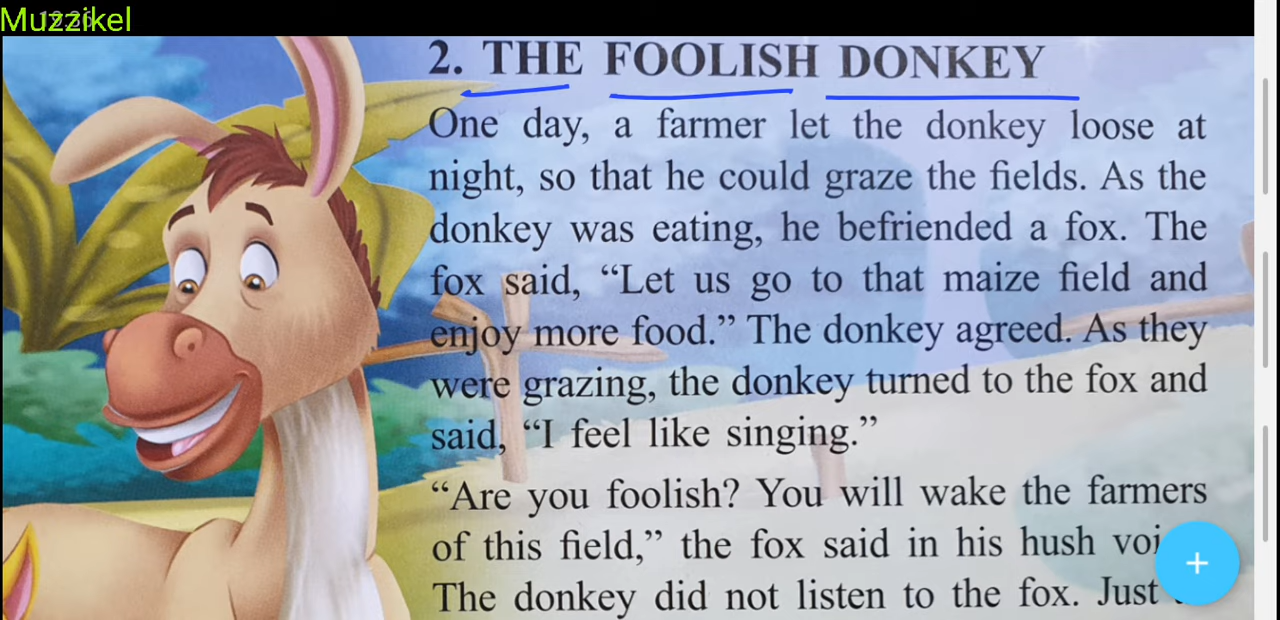 Muzzikel
2. THE FOOLISH DONKEY
One day, a farmer let the donkey loose at
night, so that he could graze the fields. As the
donkey was eating, he befriended a fox. The
fox said, “Let us go to that maize field and
enjoy more food.” The donkey agreed. As they
were grazing, the donkey turned to the fox and
said, “I feel like singing.”
“Are you foolish? You will wake the farmers
of this field,” the fox said in his hush voi
The donkey did not listen to the fox. Just